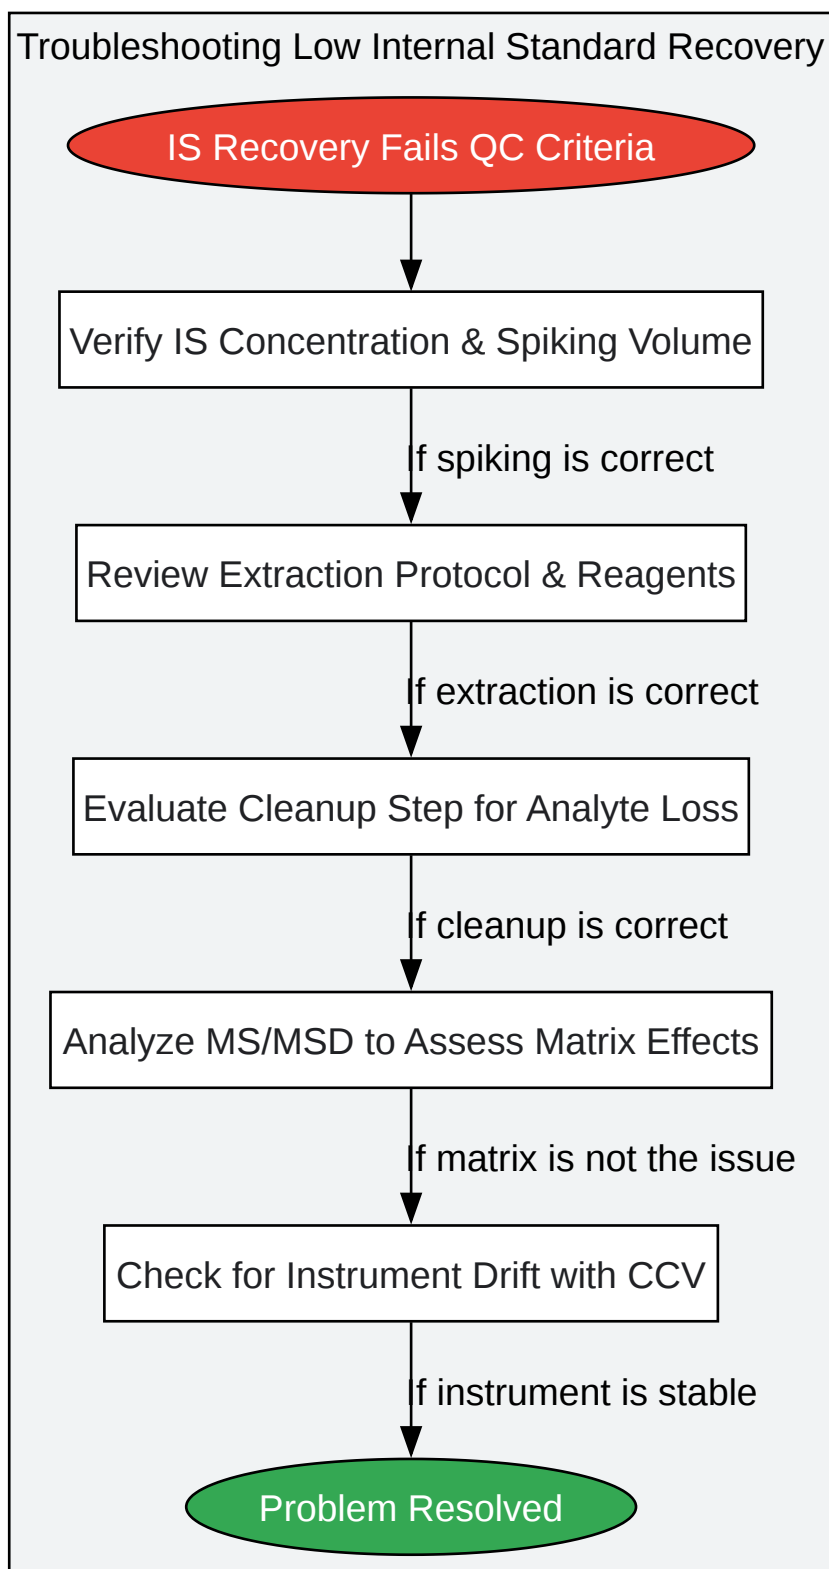 Troubleshooting Low Internal Standard Recovery
IS Recovery Fails QC Criteria
Verify IS Concentration & Spiking Volume
If spiking is correct
Review Extraction Protocol & Reagents
If extraction is correct
Evaluate Cleanup Step for Analyte Loss
If cleanup is correct
Analyze MS/MSD to Assess Matrix Effects
If matrix is not the issue
Check for Instrument Drift with CCV
If instrument is stable
Problem Resolved